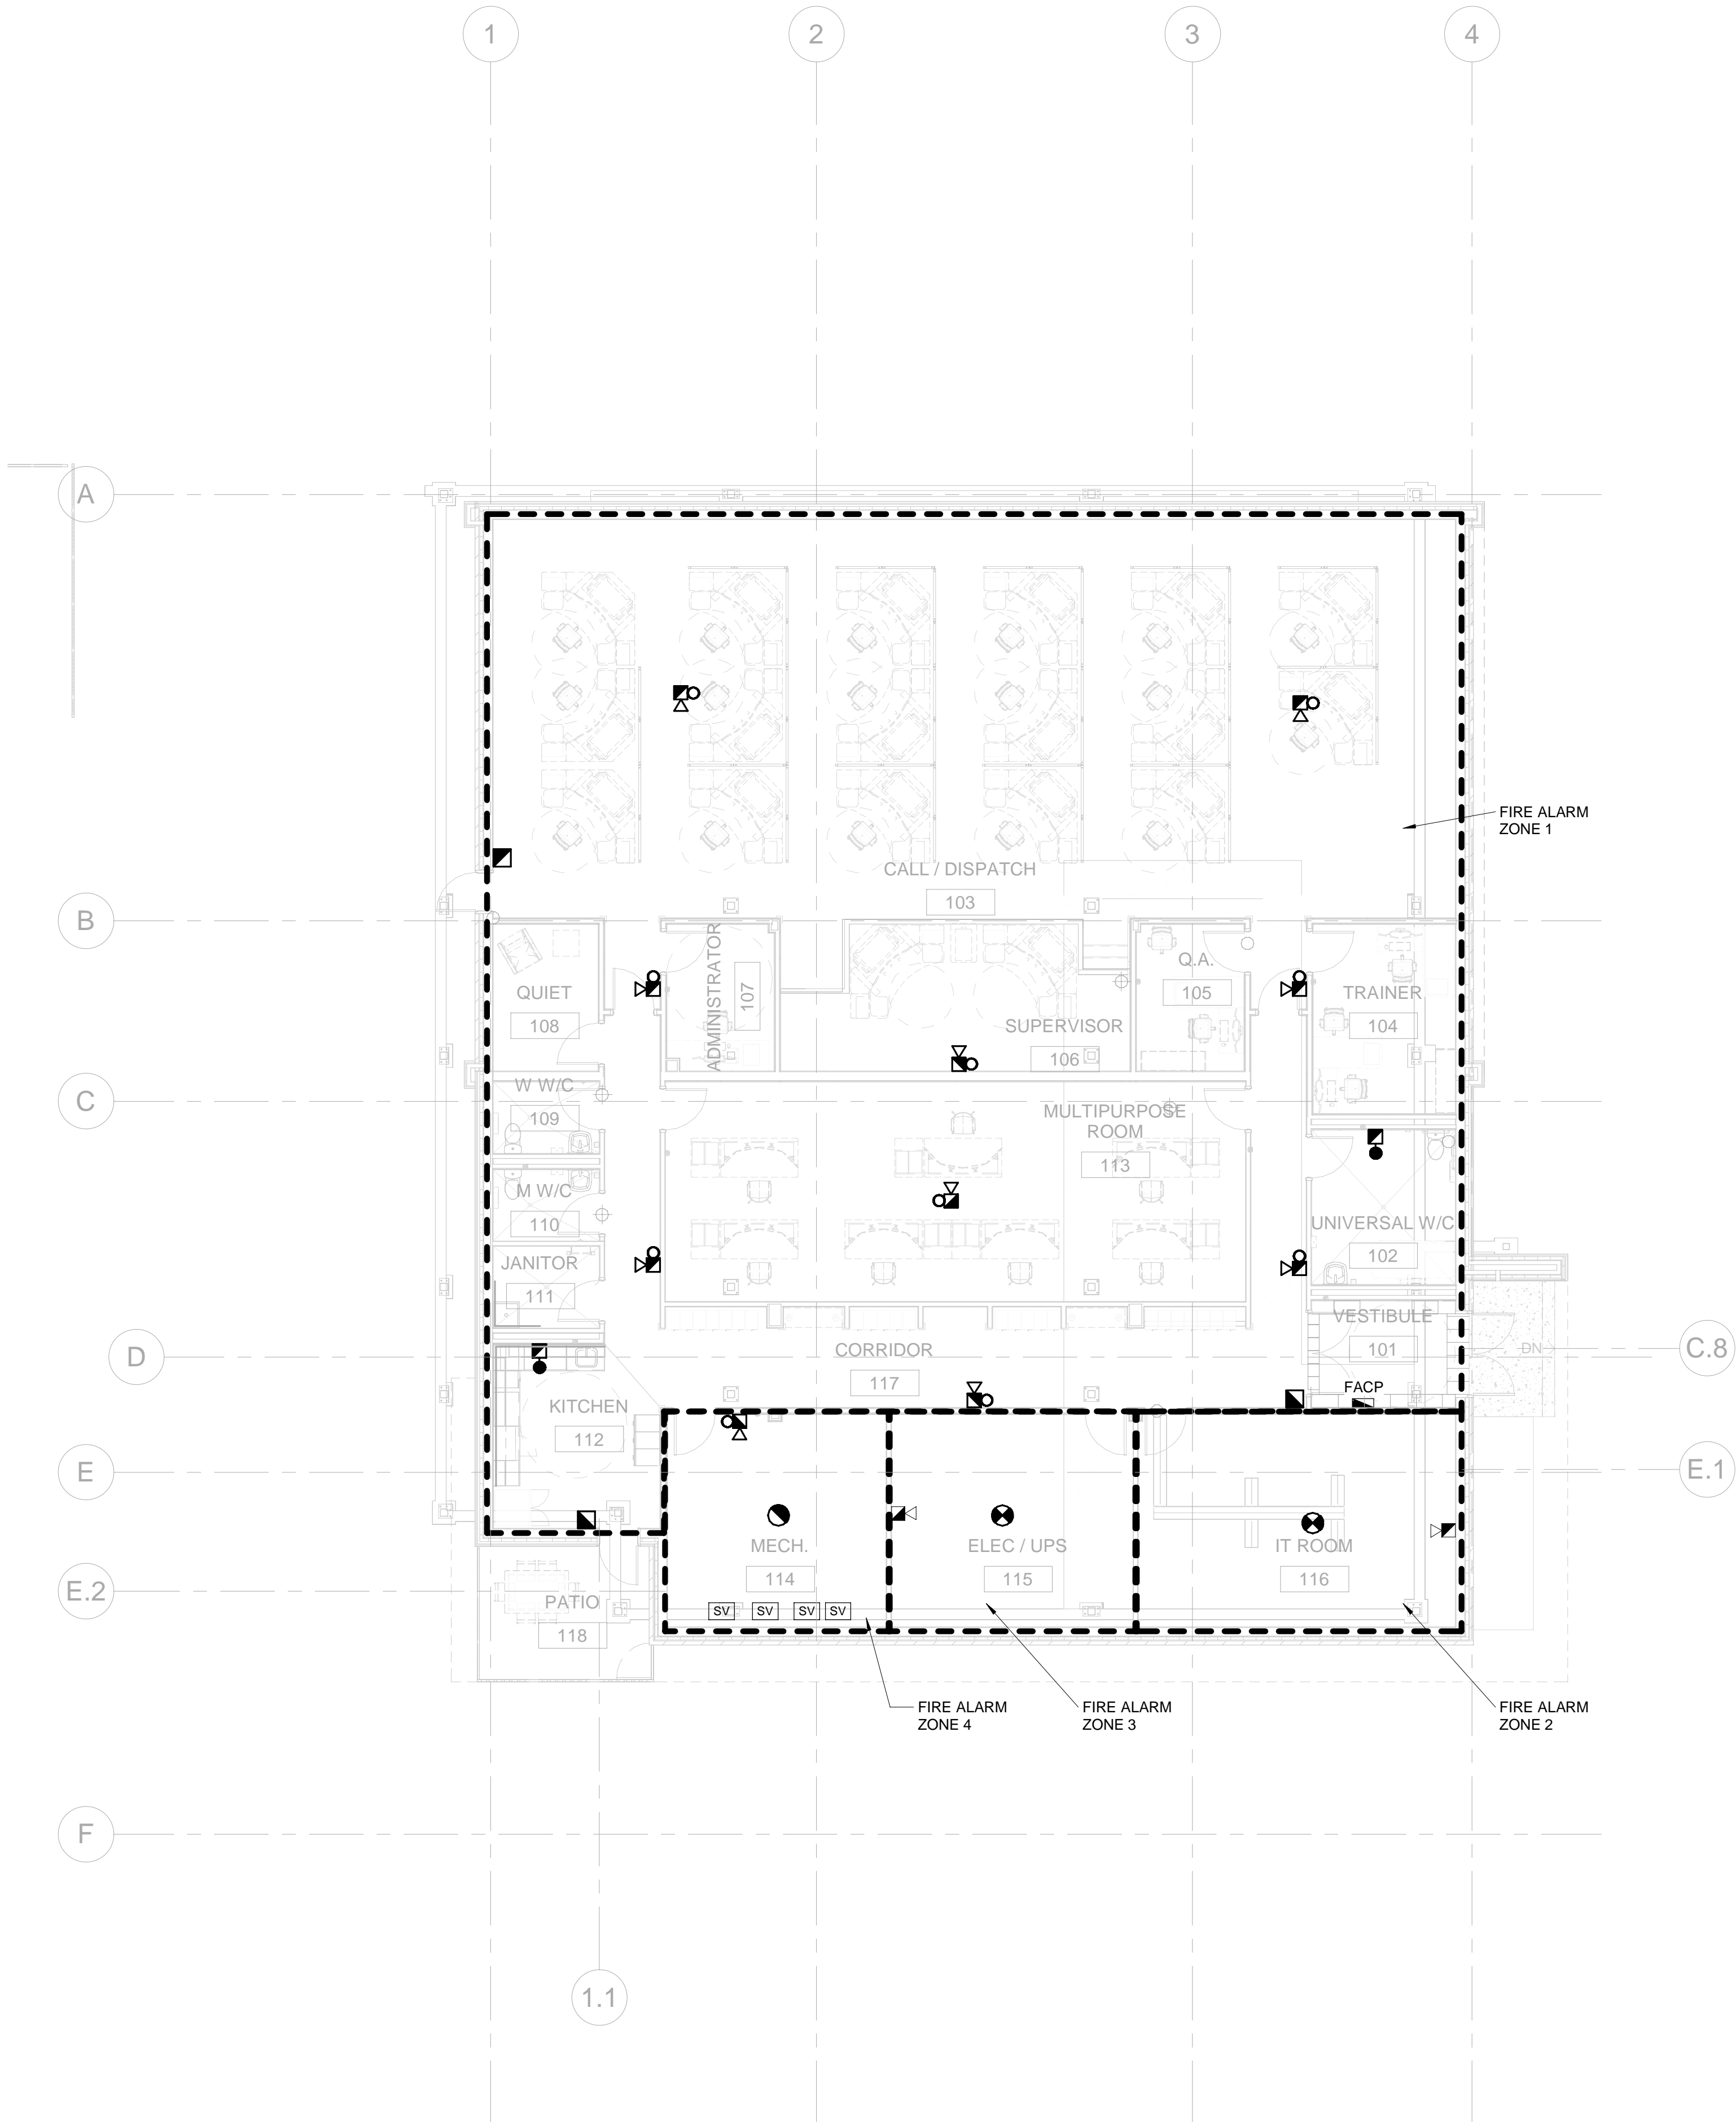 1
2
3
4
A
FIRE ALARM
ZONE 1
CALL / DISPATCH
103
B
ADMINISTRATOR
107
Q.A.
105
QUIET
108
TRAINER
104
SUPERVISOR
106
W W/C
109
C
MULTIPURPOSE
ROOM
113
M W/C
110
UNIVERSAL W/C
102
JANITOR
111
VESTIBULE
101
DN
C.8
D
CORRIDOR
117
FACP
KITCHEN
112
E
E.1
MECH.
114
ELEC / UPS
115
IT ROOM
116
E.2
PATIO
118
SV
SV
SV
SV
FIRE ALARM
ZONE 4
FIRE ALARM
ZONE 3
FIRE ALARM
ZONE 2
F
1.1